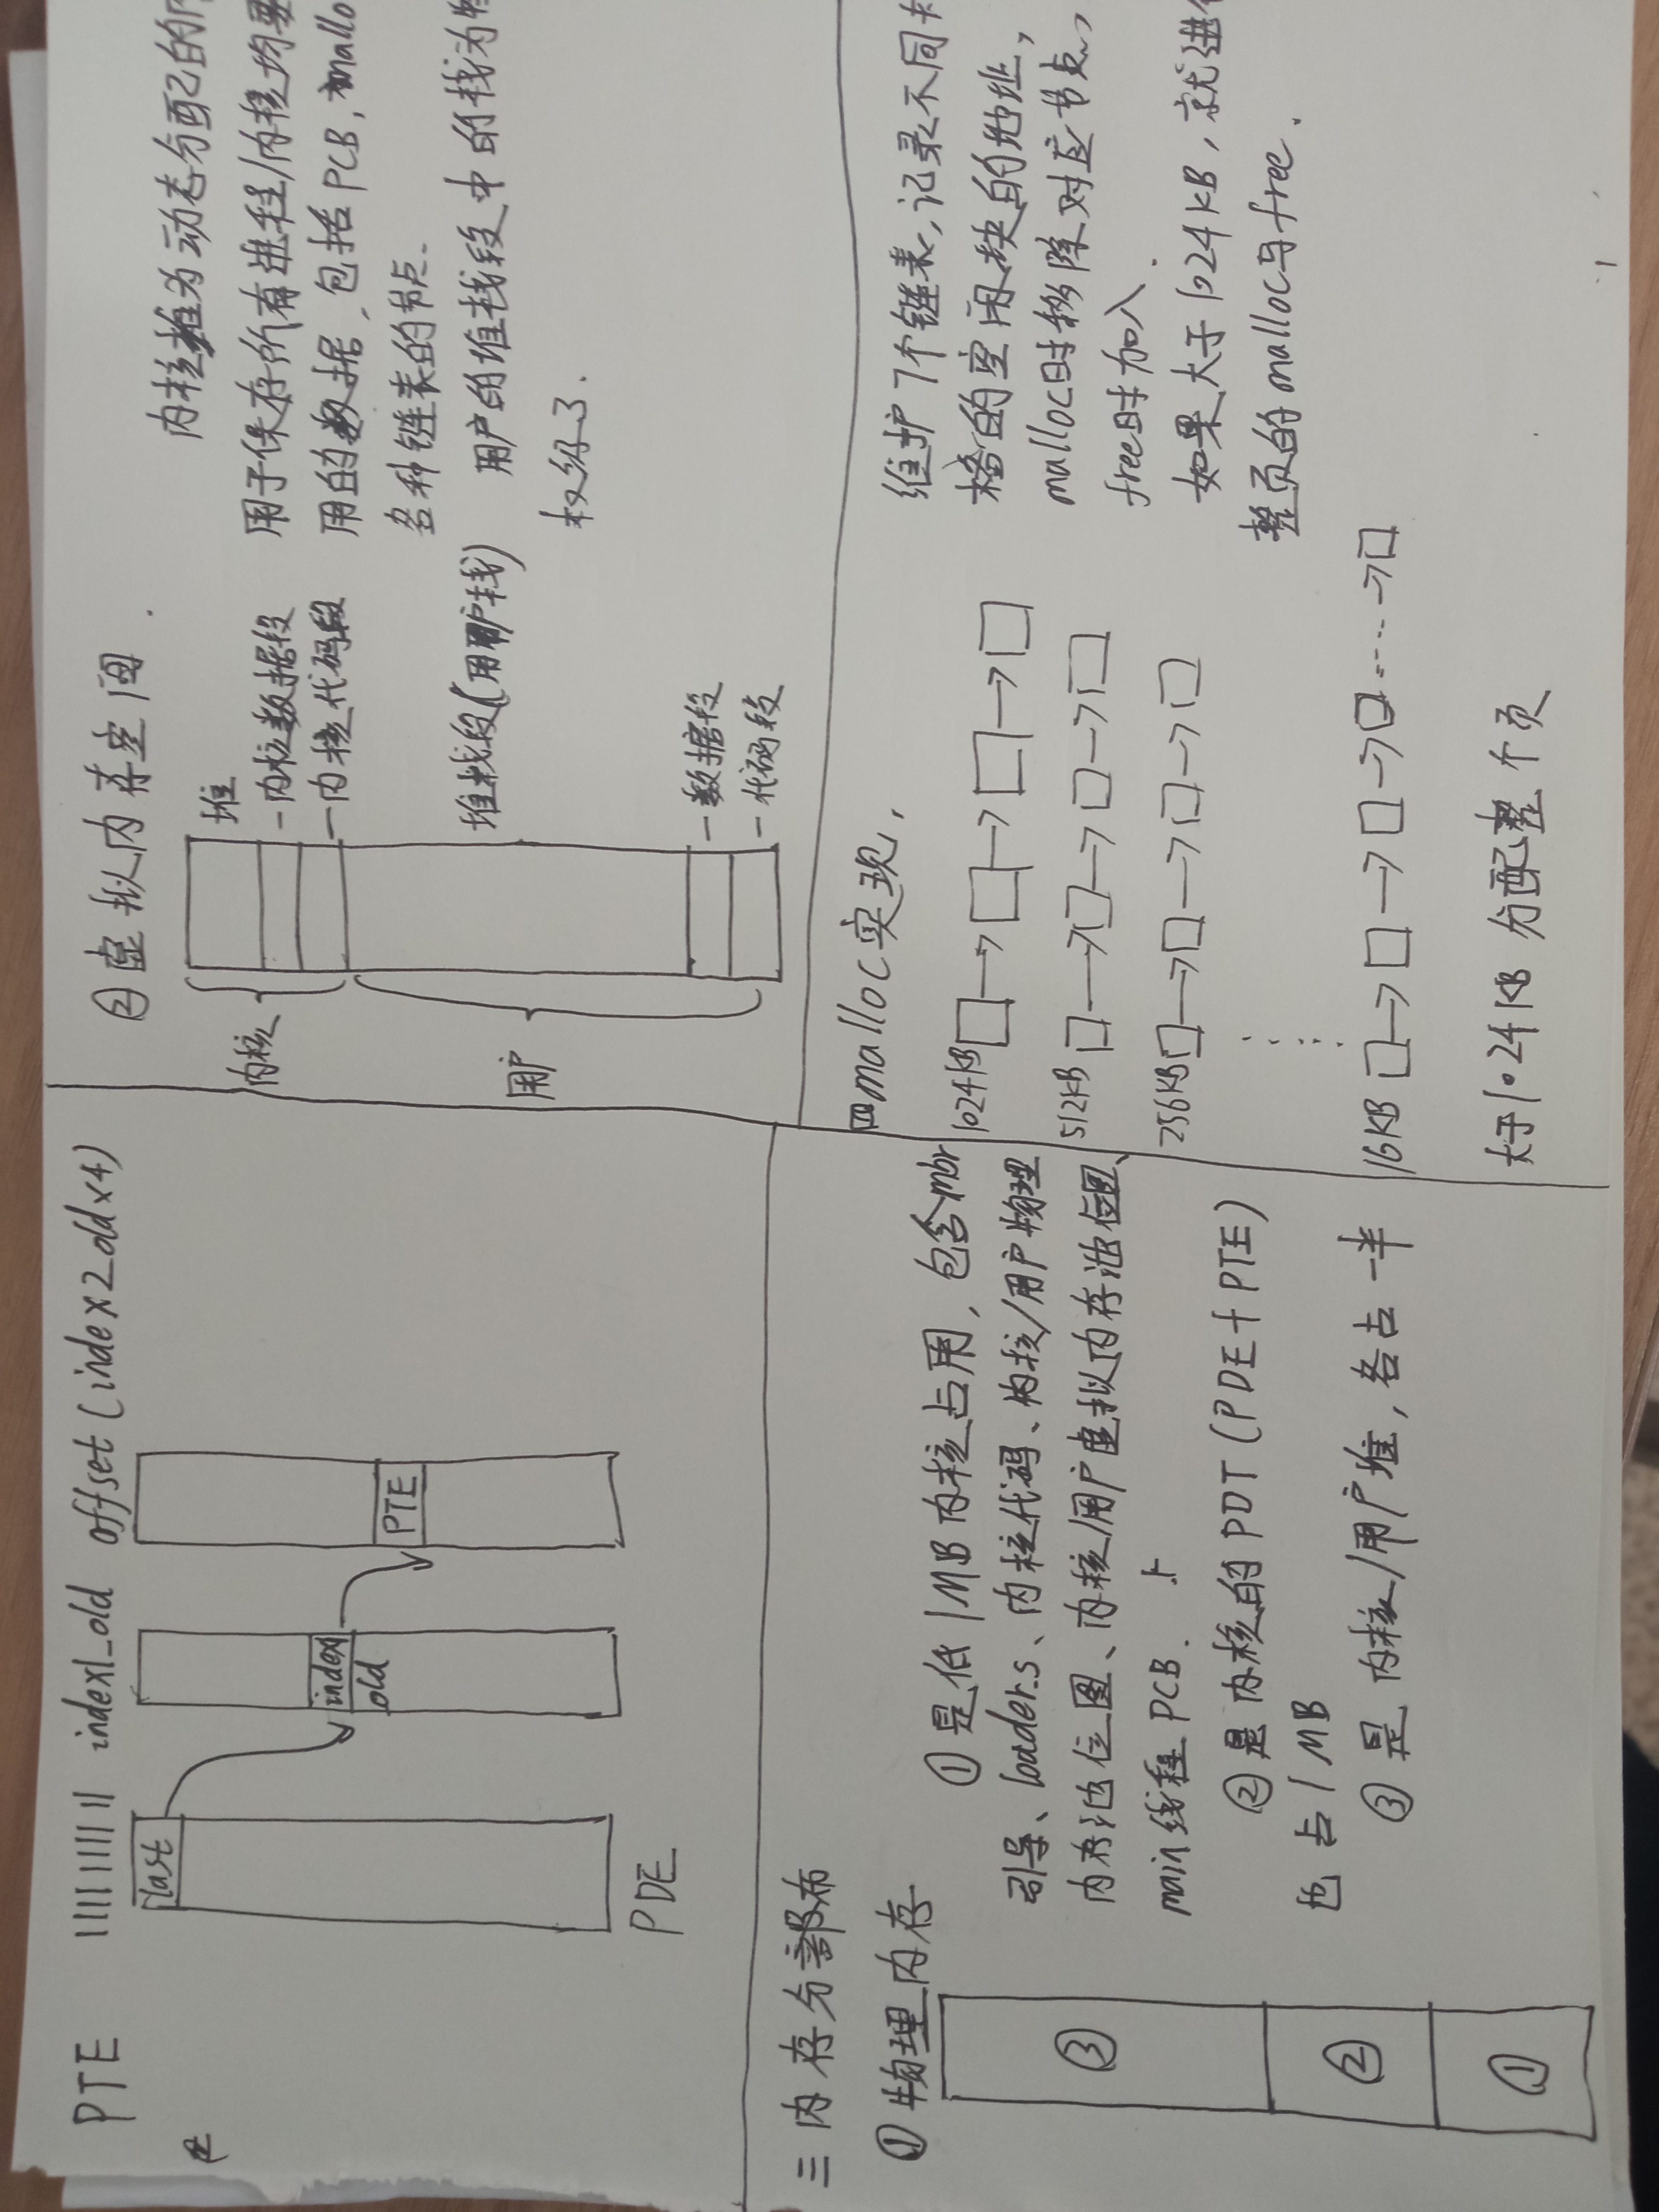 PTE 1111111111 index1_old offset (index2_old×4)
last
index1
old
PTE
PDE
②虚拟内存空间.
内核
堆
-内核数据段
-内核代码段
用户
堆栈段(用户栈)
-数据段
-代码段
内核堆为动态分配的
用于保存所有进程/内核均要
用的数据,包括PCB, mallo
各种链表的节点.
用户的堆栈段中的栈为特
权级3.
三 内存分部布
①物理内存
③
②
①
①是低1MB内核占用,包含mbr
引导、loader.s、内核代码、内核/用户物理
内存池位图、内核/用户虚拟内存池位图、
main线程PCB.
②是内核的PDT(PDE+PTE)
也占1MB
③是内核/用户堆,各占一半
四malloc实现,
1024KB
512KB
256KB
16KB
大于1024KB 分配整个页
维护7个链表,记录不同规
格的空闲块的地址,
malloc时移除对应节点,
free时加入.
如果大于1024KB,就进行
整页的malloc与free.